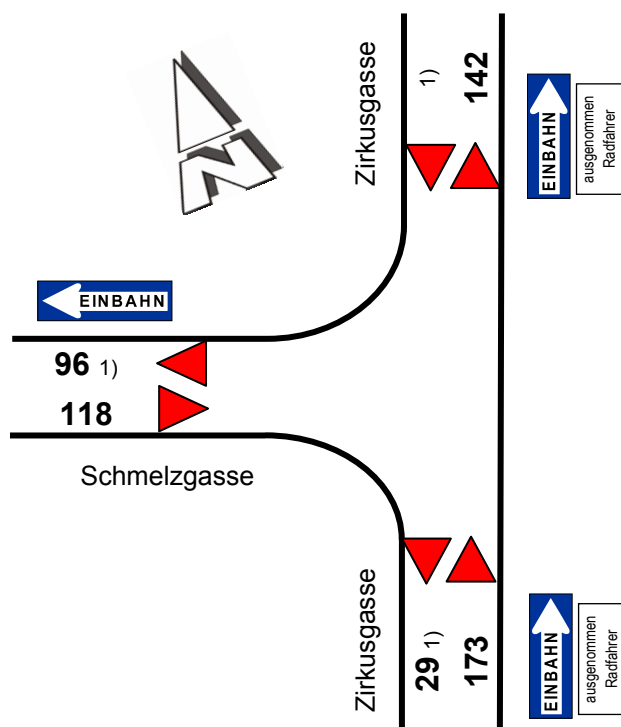 Zirkusgasse
1)
142
EINBAHN
ausgenommen
Radfahrer
N
EINBAHN
96 1)
118
Schmelzgasse
Zirkusgasse
29 1)
173
EINBAHN
ausgenommen
Radfahrer